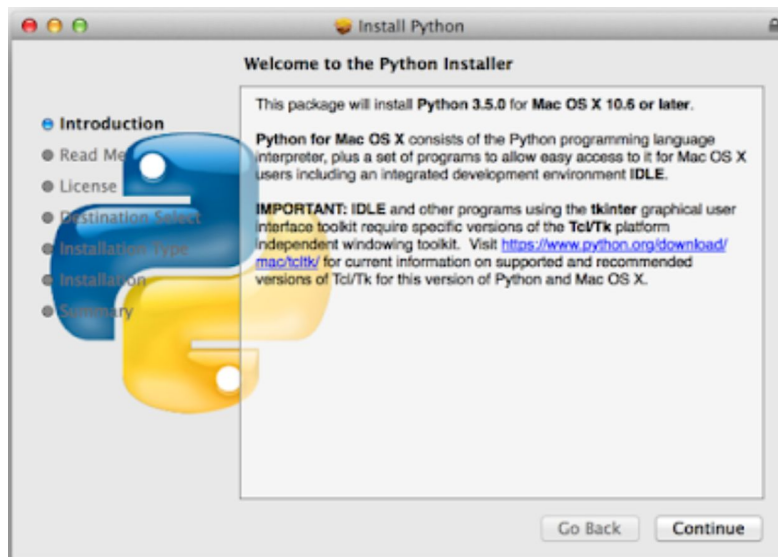 Install Python
Welcome to the Python Installer
Introduction
Read Me
License
Destination Select
Installation Type
Installation
Summary
This package will install Python 3.5.0 for Mac OS X 10.6 or later.
Python for Mac OS X consists of the Python programming language
interpreter, plus a set of programs to allow easy access to it for Mac OS X
users including an integrated development environment IDLE.
IMPORTANT: IDLE and other programs using the tkinter graphical user
interface toolkit require specific versions of the Tcl/Tk platform
independent windowing toolkit. Visit https://www.python.org/download/
mac/tcltk/ for current information on supported and recommended
versions of Tcl/Tk for this version of Python and Mac OS X.
Go Back
Continue